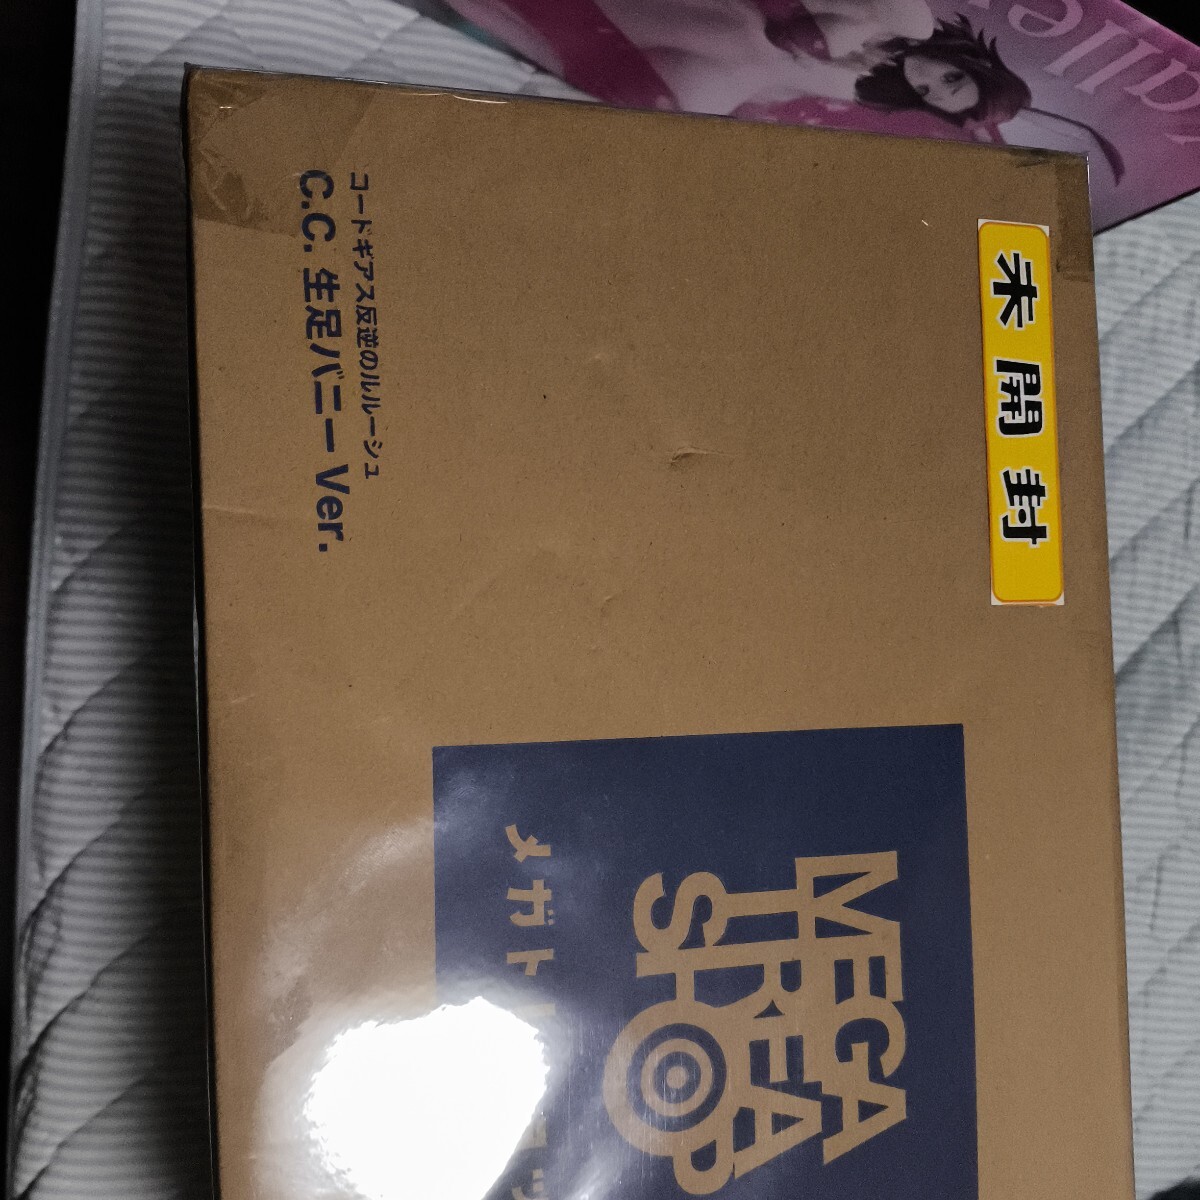 コードギアス反逆のルルーシュ
C.C. 生足バニー Ver.
未開封
MEGA
TREA
SHOP
メガトレ